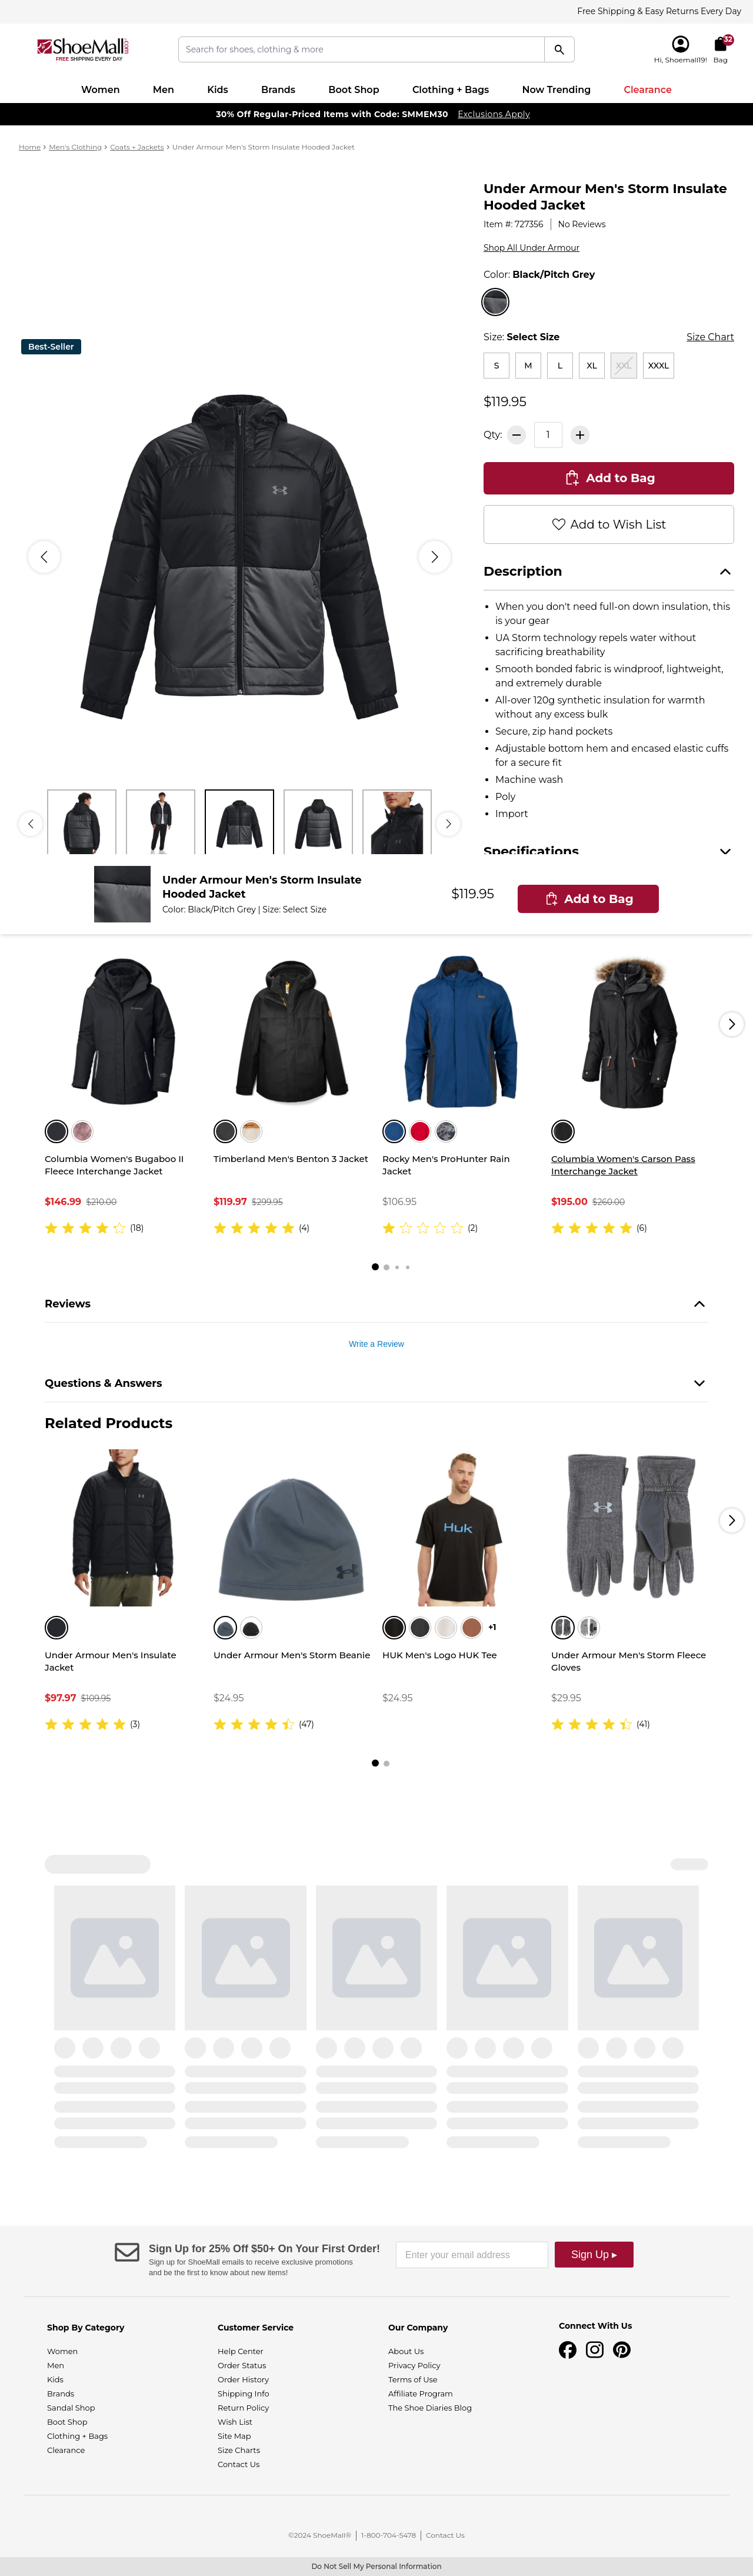 Free Shipping & Easy Returns Every Day
ShoeMall.com
FREE SHIPPING EVERY DAY
Search for shoes, clothing & more
Hi, Shoemall19!
32
Bag
Women
Men
Kids
Brands
Boot Shop
Clothing + Bags
Now Trending
Clearance
30% Off Regular-Priced Items with Code: SMMEM30 Exclusions Apply
Home > Men's Clothing > Coats + Jackets > Under Armour Men's Storm Insulate Hooded Jacket
Best-Seller
Under Armour Men's Storm Insulate
Hooded Jacket
Item #: 727356 | No Reviews
Shop All Under Armour
Color: Black/Pitch Grey
Size: Select Size
Size Chart
S
M
L
XL
XXL
XXXL
$119.95
Qty:
1
Add to Bag
Add to Wish List
Description
When you don't need full-on down insulation, this
is your gear
UA Storm technology repels water without
sacrificing breathability
Smooth bonded fabric is windproof, lightweight,
and extremely durable
All-over 120g synthetic insulation for warmth
without any excess bulk
Secure, zip hand pockets
Adjustable bottom hem and encased elastic cuffs
for a secure fit
Machine wash
Poly
Import
Specifications
Under Armour Men's Storm Insulate
Hooded Jacket
Color: Black/Pitch Grey | Size: Select Size
$119.95
Add to Bag
Columbia Women's Bugaboo II
Fleece Interchange Jacket
$146.99 $210.00
(18)
Timberland Men's Benton 3 Jacket
$119.97 $299.95
(4)
Rocky Men's ProHunter Rain
Jacket
$106.95
(2)
Columbia Women's Carson Pass
Interchange Jacket
$195.00 $260.00
(6)
Reviews
Write a Review
Questions & Answers
Related Products
Huk
Under Armour Men's Insulate
Jacket
$97.97 $109.95
(3)
Under Armour Men's Storm Beanie
$24.95
(47)
+1
HUK Men's Logo HUK Tee
$24.95
Under Armour Men's Storm Fleece
Gloves
$29.95
(41)
Sign Up for 25% Off $50+ On Your First Order!
Sign up for ShoeMall emails to receive exclusive promotions
and be the first to know about new items!
Enter your email address
Sign Up ▸
Shop By Category
Women
Men
Kids
Brands
Sandal Shop
Boot Shop
Clothing + Bags
Clearance
Customer Service
Help Center
Order Status
Order History
Shipping Info
Return Policy
Wish List
Site Map
Size Charts
Contact Us
Our Company
About Us
Privacy Policy
Terms of Use
Affiliate Program
The Shoe Diaries Blog
Connect With Us
©2024 ShoeMall® | 1-800-704-5478 | Contact Us
Do Not Sell My Personal Information